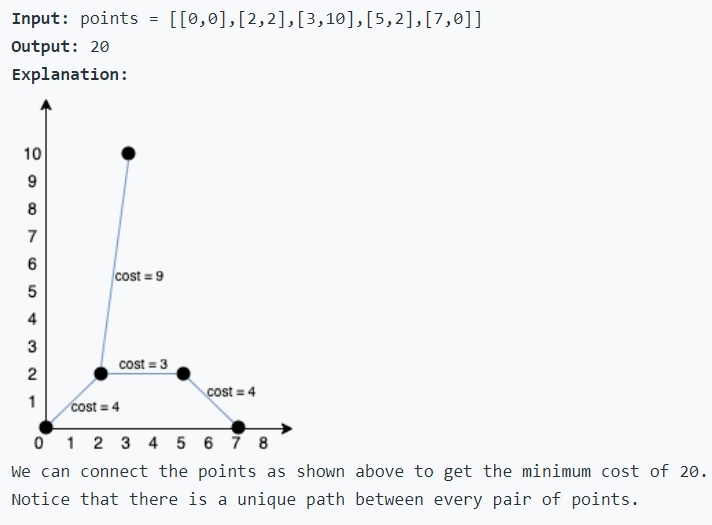 Input: points = [[0,0],[2,2],[3,10],[5,2],[7,0]]
Output: 20
Explanation:
10
9
8
7
6
cost = 9
5
4
3
cost = 3
2
cost = 4
1
cost = 4
0 1 2 3 4 5 6 7 8
We can connect the points as shown above to get the minimum cost of 20.
Notice that there is a unique path between every pair of points.